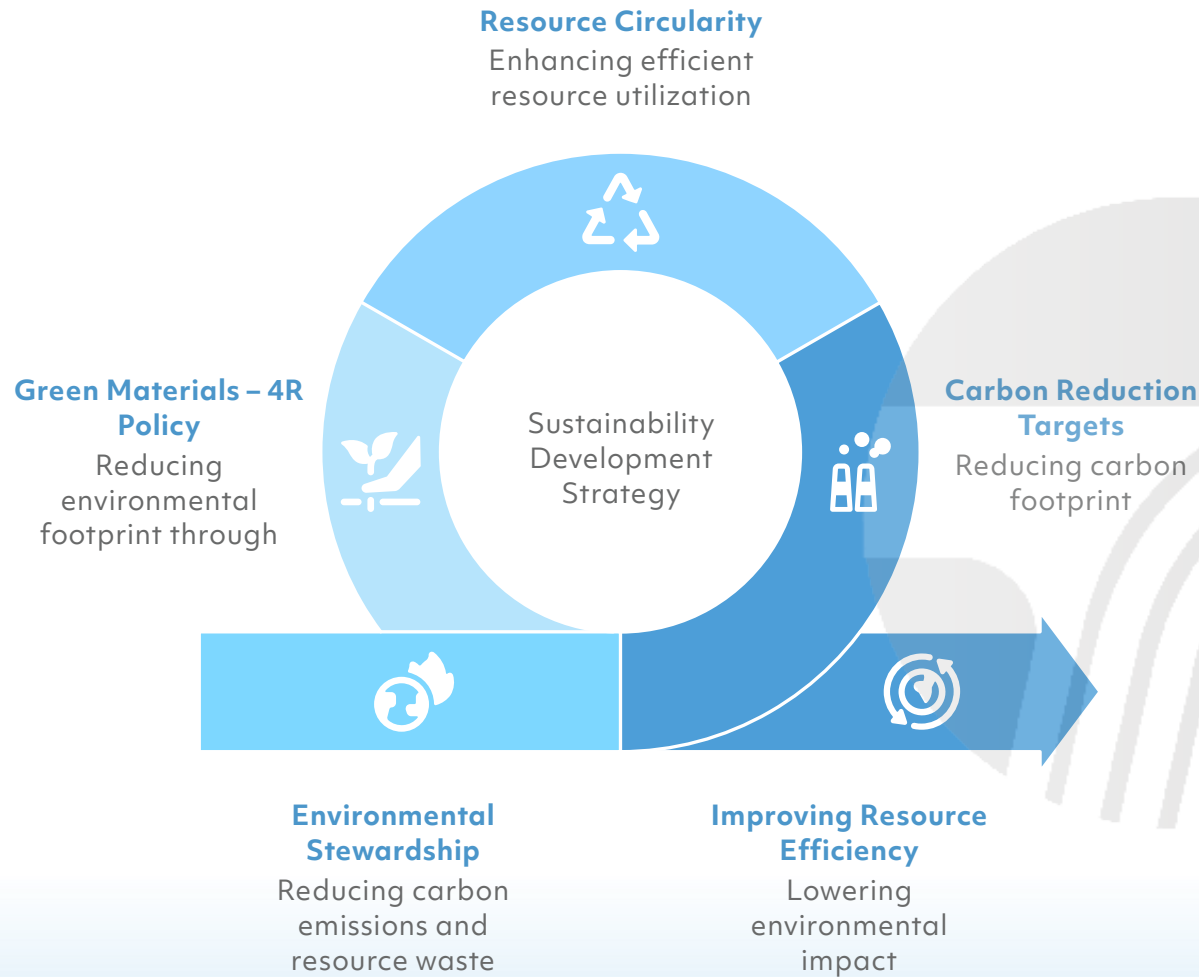 Resource Circularity
Enhancing efficient
resource utilization
Green Materials – 4R
Policy
Reducing
environmental
footprint through
Sustainability
Development
Strategy
Carbon Reduction
Targets
Reducing carbon
footprint
Environmental
Stewardship
Reducing carbon
emissions and
resource waste
Improving Resource
Efficiency
Lowering
environmental
impact